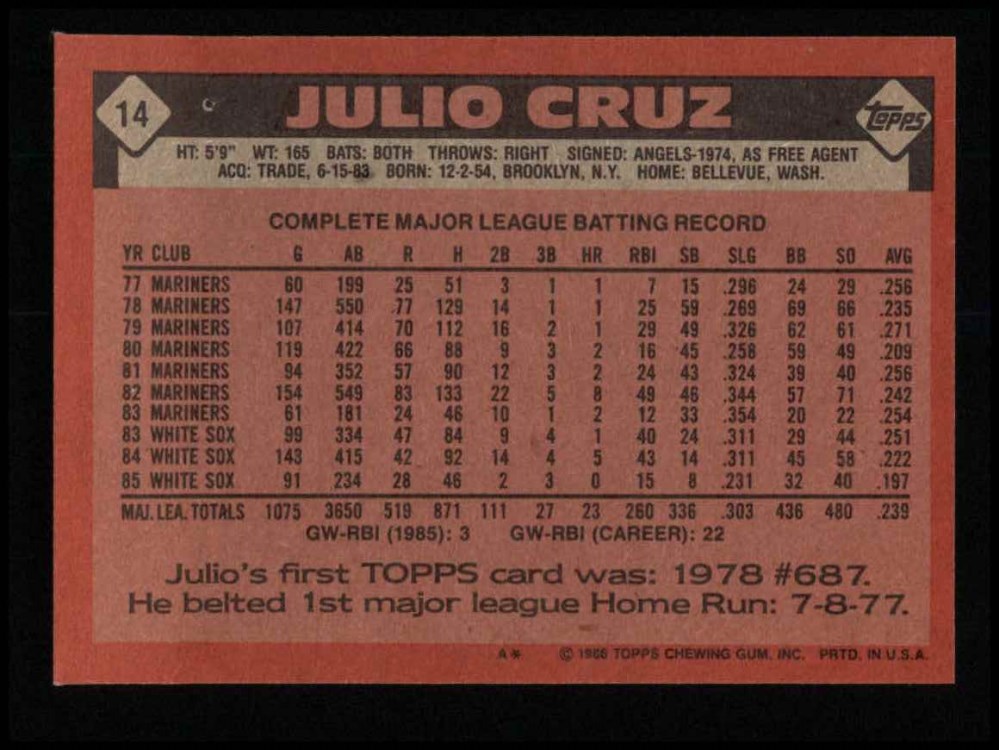 14
JULIO CRUZ
Topps
HT: 5'9" WT: 165 BATS: BOTH THROWS: RIGHT SIGNED: ANGELS-1974, AS FREE AGENT
ACQ: TRADE, 6-15-83 BORN: 12-2-54, BROOKLYN, N.Y. HOME: BELLEVUE, WASH.
COMPLETE MAJOR LEAGUE BATTING RECORD
YR CLUB G AB R H 2B 3B HR RBI SB SLG BB SO AVG
77 MARINERS 60 199 25 51 3 1 1 7 15 .296 24 29 .256
78 MARINERS 147 550 77 129 14 1 1 25 59 .269 69 66 .235
79 MARINERS 107 414 70 112 16 2 1 29 49 .326 62 61 .271
80 MARINERS 119 422 66 88 9 3 2 16 45 .258 59 49 .209
81 MARINERS 94 352 57 90 12 3 2 24 43 .324 39 40 .256
82 MARINERS 154 549 83 133 22 5 8 49 46 .344 57 71 .242
83 MARINERS 61 181 24 46 10 1 2 12 33 .354 20 22 .254
83 WHITE SOX 99 334 47 84 9 4 1 40 24 .311 29 44 .251
84 WHITE SOX 143 415 42 92 14 4 5 43 14 .311 45 58 .222
85 WHITE SOX 91 234 28 46 2 3 0 15 8 .231 32 40 .197
MAJ. LEA. TOTALS 1075 3650 519 871 111 27 23 260 336 .303 436 480 .239
GW-RBI (1985): 3 GW-RBI (CAREER): 22
Julio's first TOPPS card was: 1978 #687.
He belted 1st major league Home Run: 7-8-77.
A* © 1986 TOPPS CHEWING GUM, INC. PRTD. IN U.S.A.